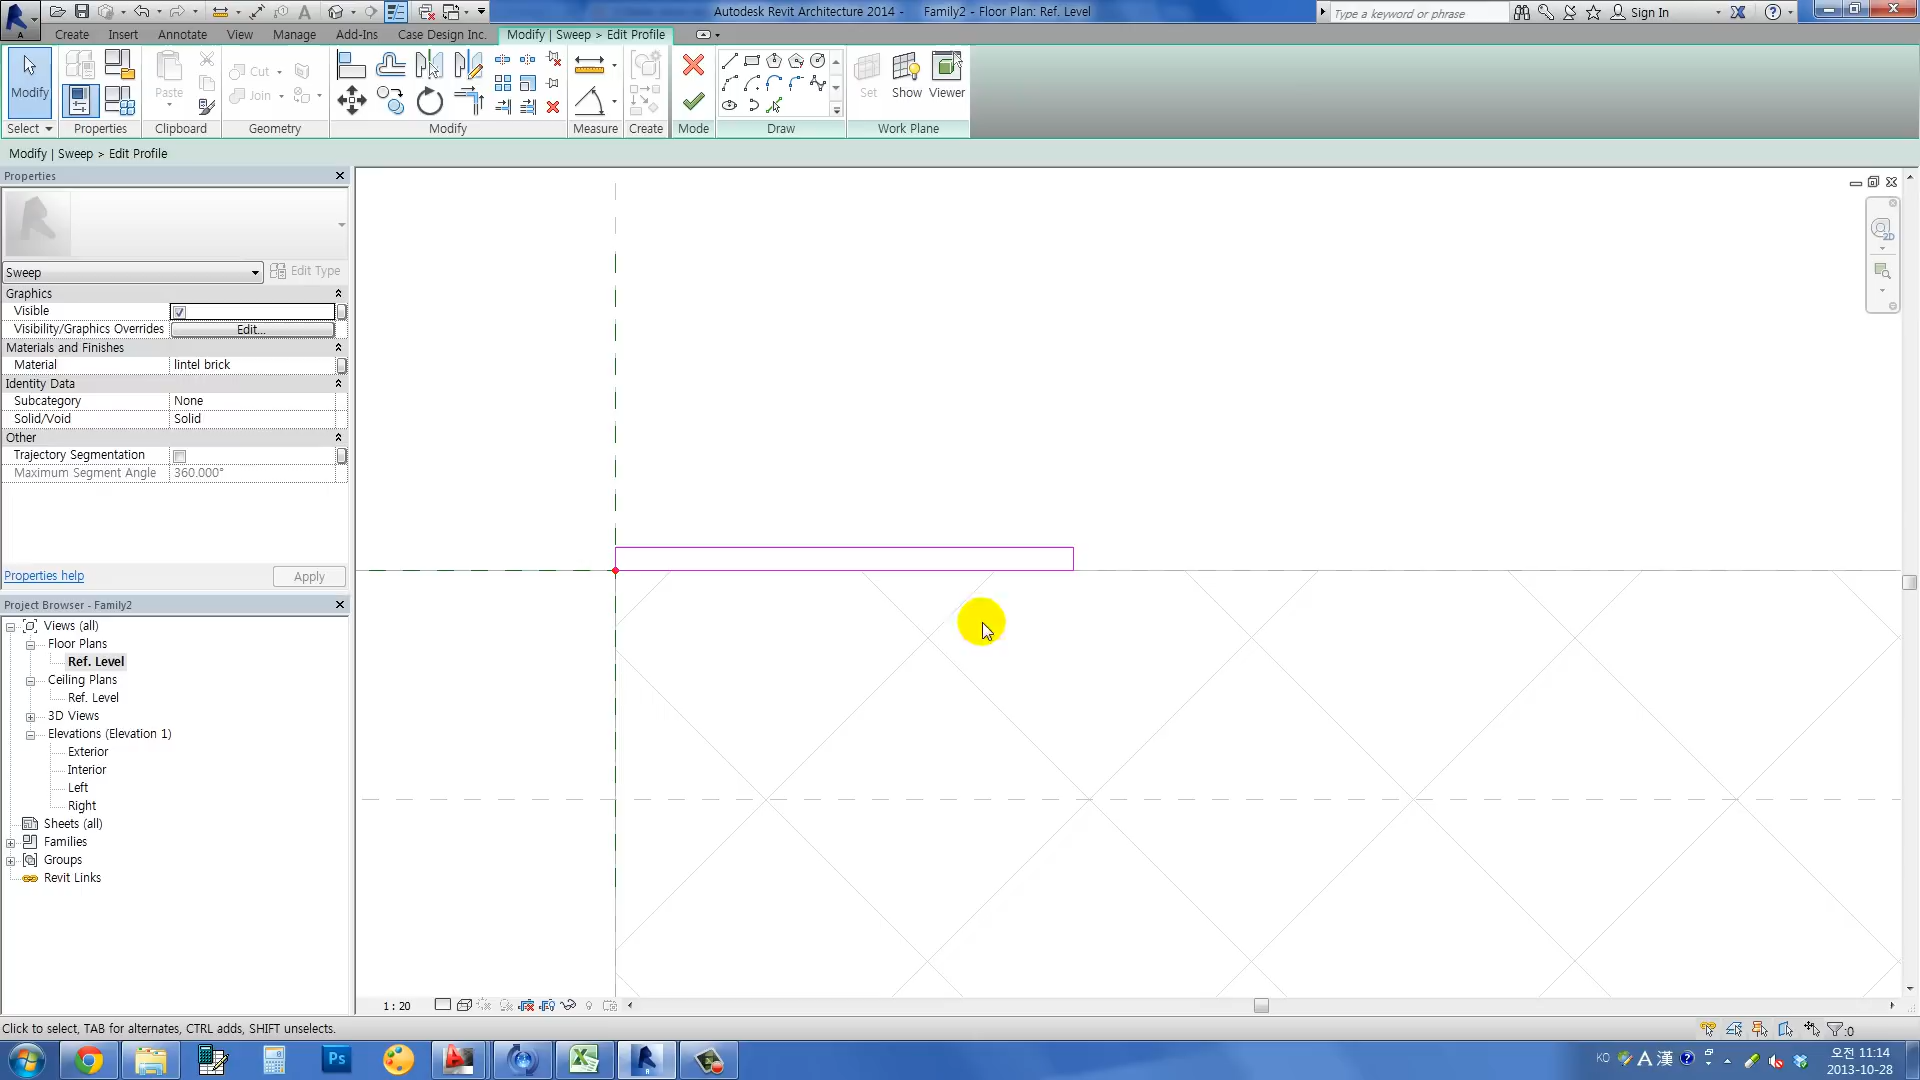 Autodesk Revit Architecture 2014 - Family2 - Floor Plan: Ref. Level
Type a keyword or phrase
Sign In
Create Insert Annotate View Manage Add-Ins Case Design Inc. Modify | Sweep > Edit Profile
Modify
Paste
Cut
Join
Set
Show
Viewer
Select Properties Clipboard Geometry Modify Measure Create Mode Draw Work Plane
Modify | Sweep > Edit Profile
Properties
Sweep
Edit Type
Graphics
Visible
Visibility/Graphics Overrides Edit...
Materials and Finishes
Material lintel brick
Identity Data
Subcategory None
Solid/Void Solid
Other
Trajectory Segmentation
Maximum Segment Angle 360.000°
Properties help
Apply
Project Browser - Family2
Views (all)
Floor Plans
Ref. Level
Ceiling Plans
Ref. Level
3D Views
Elevations (Elevation 1)
Exterior
Interior
Left
Right
Sheets (all)
Families
Groups
Revit Links
2D
1 : 20
Click to select, TAB for alternates, CTRL adds, SHIFT unselects.
:0
Ps
KO
A 漢
오전 11:14
2013-10-28